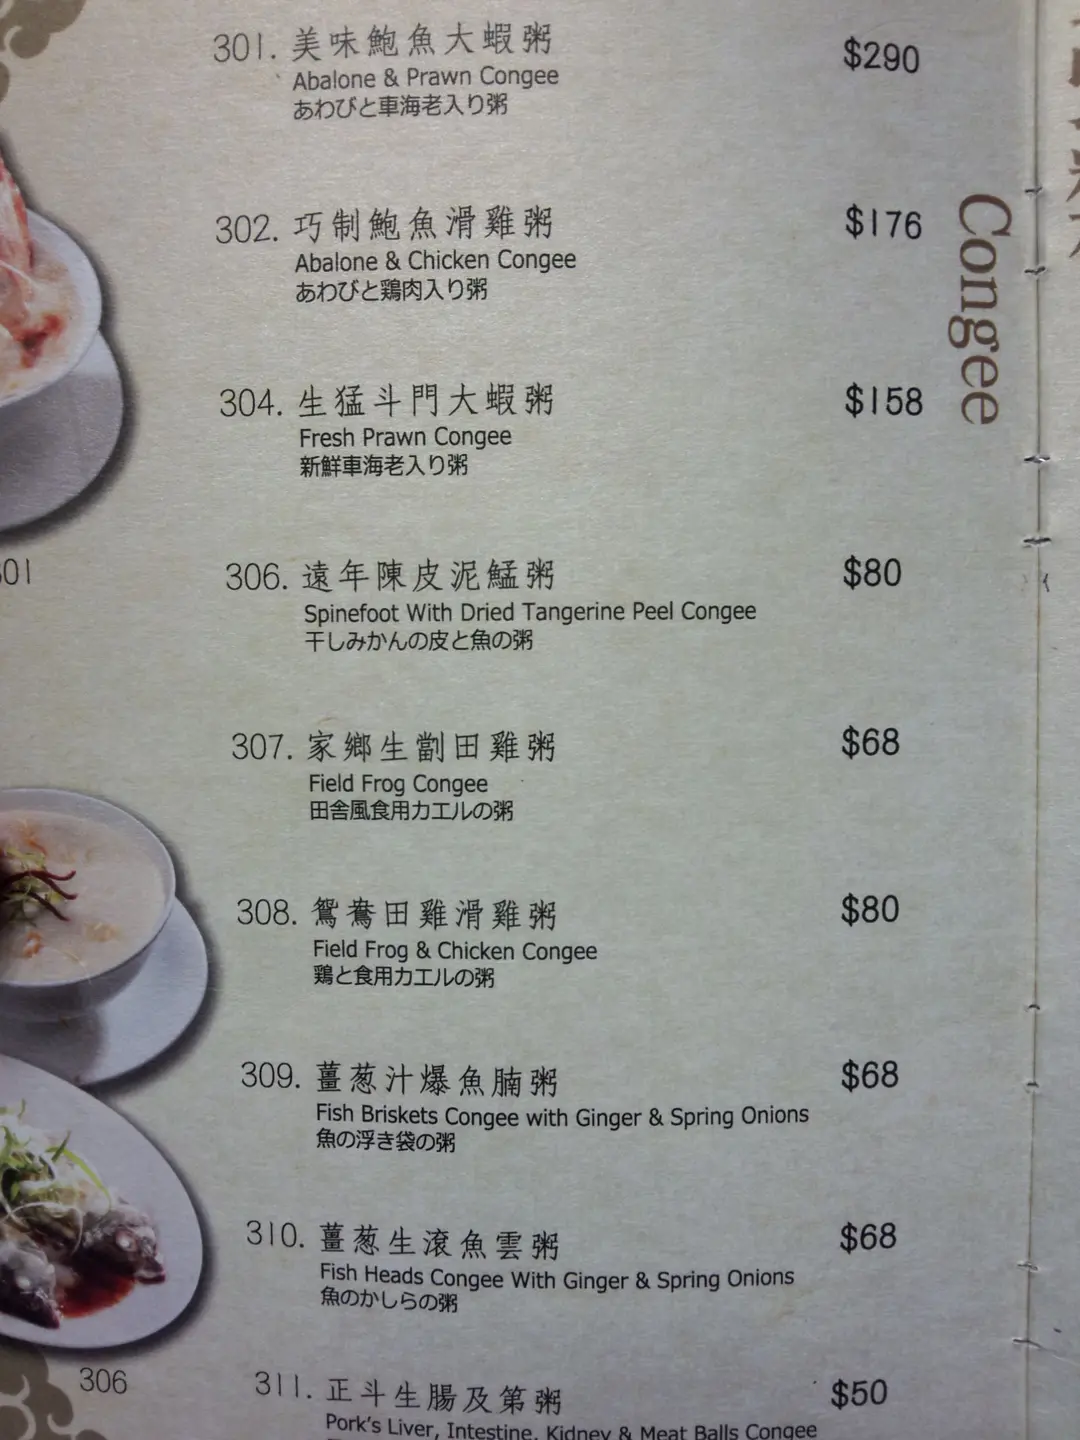 301. 美味鮑魚大蝦粥 $290
Abalone & Prawn Congee
あわびと車海老入り粥
302. 巧制鮑魚滑雞粥 $176
Abalone & Chicken Congee
あわびと鶏肉入り粥
304. 生猛斗門大蝦粥 $158
Fresh Prawn Congee
新鮮車海老入り粥
306. 遠年陳皮泥鯭粥 $80
Spinefoot With Dried Tangerine Peel Congee
干しみかんの皮と魚の粥
307. 家鄉生劏田雞粥 $68
Field Frog Congee
田舎風食用カエルの粥
308. 鴛鴦田雞滑雞粥 $80
Field Frog & Chicken Congee
鶏と食用カエルの粥
309. 薑葱汁爆魚腩粥 $68
Fish Briskets Congee with Ginger & Spring Onions
魚の浮き袋の粥
310. 薑葱生滾魚雲粥 $68
Fish Heads Congee With Ginger & Spring Onions
魚のかしらの粥
311. 正斗生腸及第粥 $50
Pork's Liver, Intestine, Kidney & Meat Balls Congee
Congee
301
306